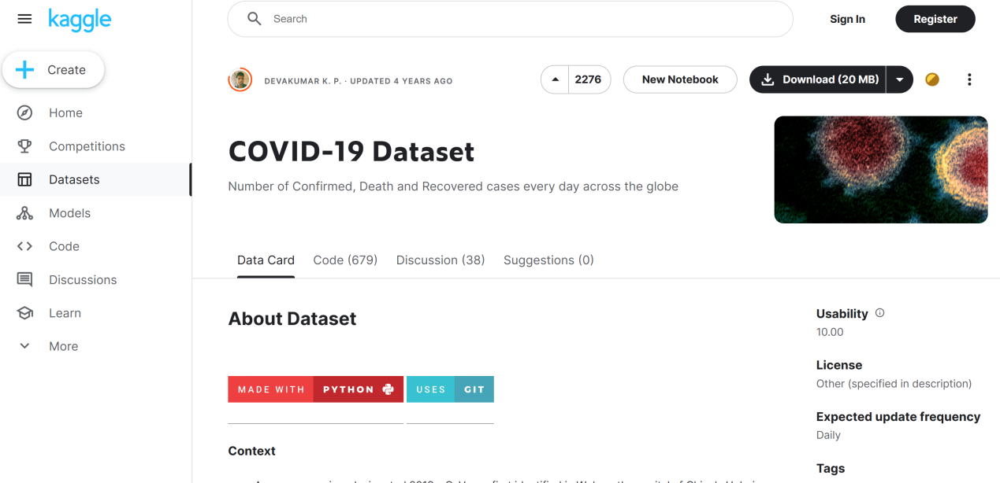 kaggle
Search
Sign In
Register
Create
DEVAKUMAR K. P. · UPDATED 4 YEARS AGO
2276
New Notebook
Download (20 MB)
Home
Competitions
Datasets
Models
Code
Discussions
Learn
More
COVID-19 Dataset
Number of Confirmed, Death and Recovered cases every day across the globe
Data Card
Code (679)
Discussion (38)
Suggestions (0)
About Dataset
MADE WITH PYTHON
USES GIT
Context
Usability
10.00
License
Other (specified in description)
Expected update frequency
Daily
Tags